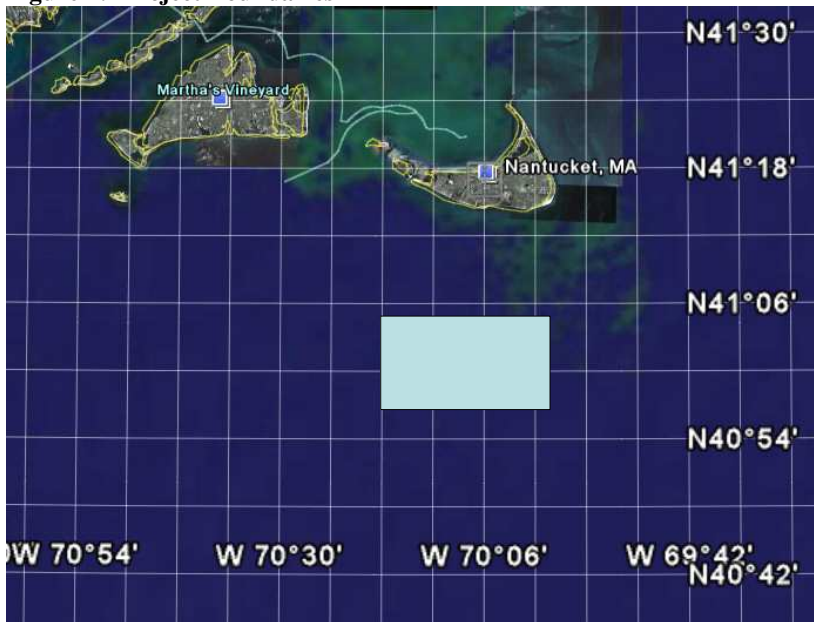 N41°30'
Martha's Vineyard
Nantucket, MA
N41°18'
N41°06'
N40°54'
W 70°54'
W 70°30'
W 70°06'
W 69°42'
N40°42'